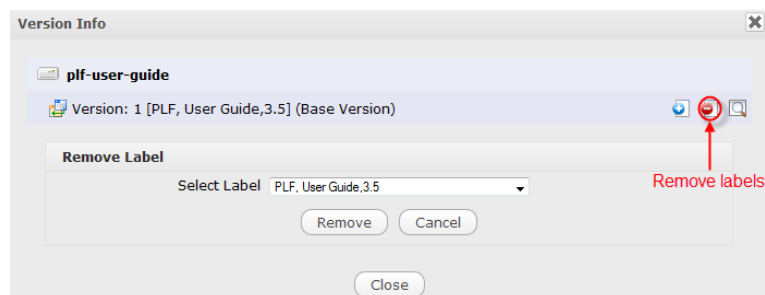 Version Info
plf-user-guide
Version: 1 [PLF, User Guide,3.5] (Base Version)
Remove Label
Remove labels
Select Label PLF, User Guide,3.5
Remove Cancel
Close